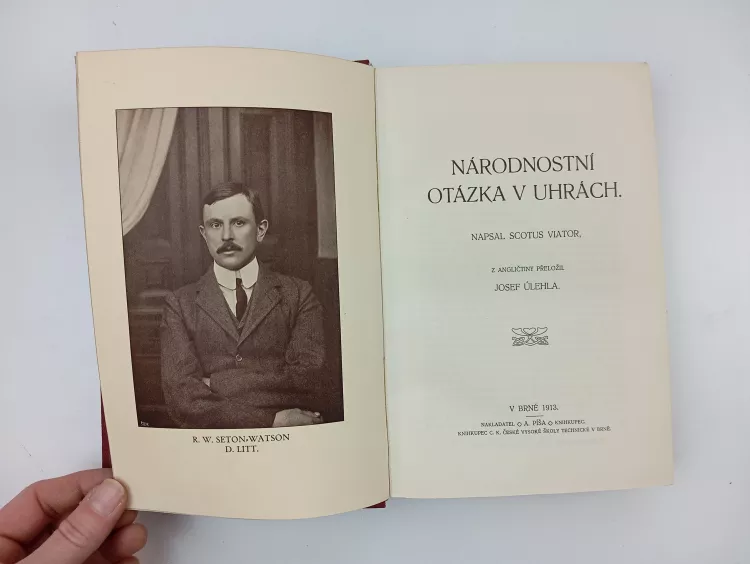 R. W. SETON-WATSON
D. LITT.
NÁRODNOSTNÍ
OTÁZKA V UHRÁCH.
NAPSAL SCOTUS VIATOR,
Z ANGLIČTINY PŘELOŽIL
JOSEF ÚLEHLA.
V BRNĚ 1913.
NAKLADATEL A. PÍŠA KNIHKUPEC,
KNIHKUPEC C. K. ČESKÉ VYSOKÉ ŠKOLY TECHNICKÉ V BRNĚ.